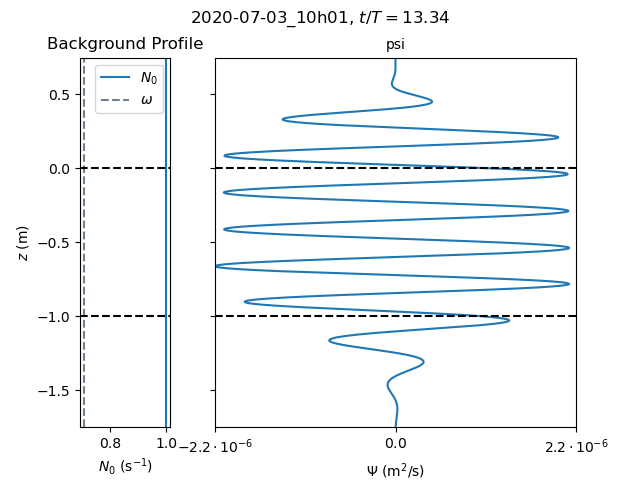 2020-07-03_10h01, t/T = 13.34
Background Profile
psi
N₀
ω
0.5
0.0
−0.5
−1.0
−1.5
z (m)
0.8
1.0
N₀ (s⁻¹)
−2.2 · 10⁻⁶
0.0
2.2 · 10⁻⁶
Ψ (m²/s)